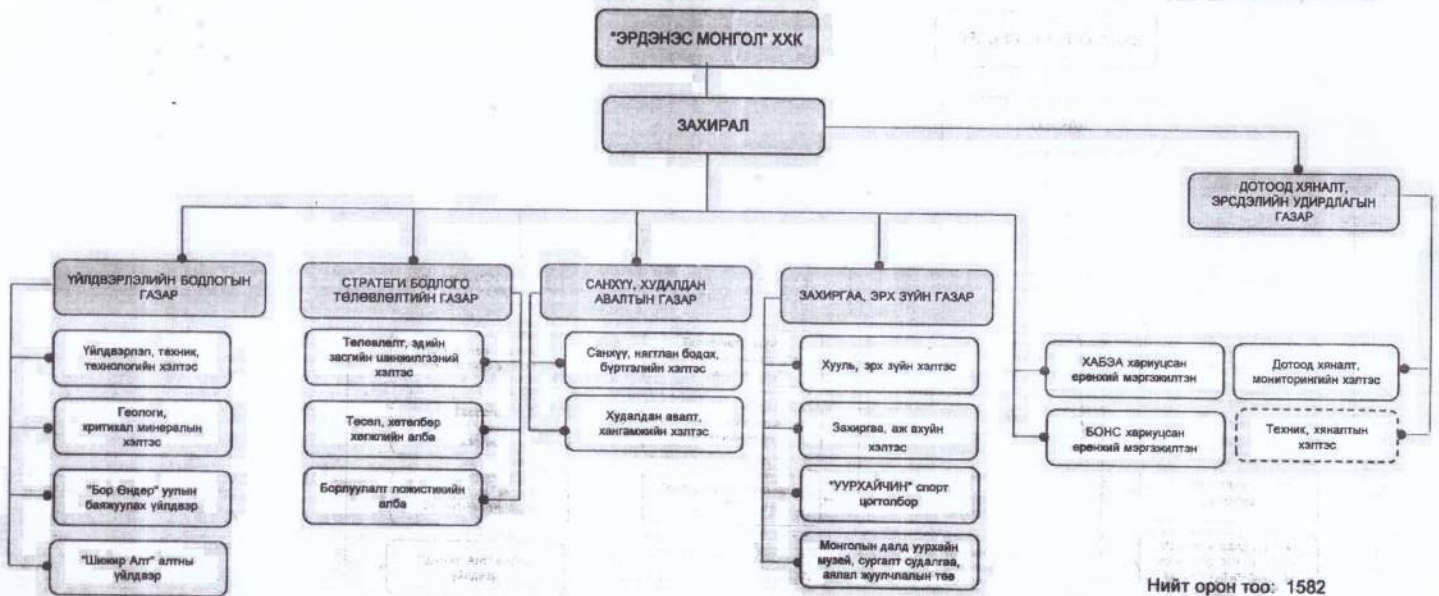 "ЭРДЭНЭС МОНГОЛ" ХХК
ЗАХИРАЛ
ДОТООД ХЯНАЛТ,
ЭРСДЭЛИЙН УДИРДЛАГЫН
ГАЗАР
ҮЙЛДВЭРЛЭЛИЙН БОДЛОГЫН
ГАЗАР
Үйлдвэрлэл, техник,
технологийн хэлтэс
Геологи,
критикал минералын
хэлтэс
"Бор Өндөр" уулын
баяжуулах үйлдвэр
"Шижир Алт" алтны
үйлдвэр
СТРАТЕГИ БОДЛОГО
ТӨЛӨВЛӨЛТИЙН ГАЗАР
Төлөвлөлт, эдийн
засгийн шинжилгээний
хэлтэс
Төсөл, хөтөлбөр
хөгжлийн алба
Борлуулалт ложистикийн
алба
САНХҮҮ, ХУДАЛДАН
АВАЛТЫН ГАЗАР
Санхүү, нягтлан бодох,
бүртгэлийн хэлтэс
Худалдан авалт,
хангамжийн хэлтэс
ЗАХИРГАА, ЭРХ ЗҮЙН ГАЗАР
Хууль, эрх зүйн хэлтэс
Захиргаа, аж ахуйн
хэлтэс
"УУРХАЙЧИН" спорт
цогтолбор
Монголын далд уурхайн
музей, сургалт судалгаа,
аялал жуулчлалын төв
ХАБЭА хариуцсан
ерөнхий мэргэжилтэн
БОНС хариуцсан
ерөнхий мэргэжилтэн
Дотоод хяналт,
мониторингийн хэлтэс
Техник, хяналтын
хэлтэс
Нийт орон тоо: 1582